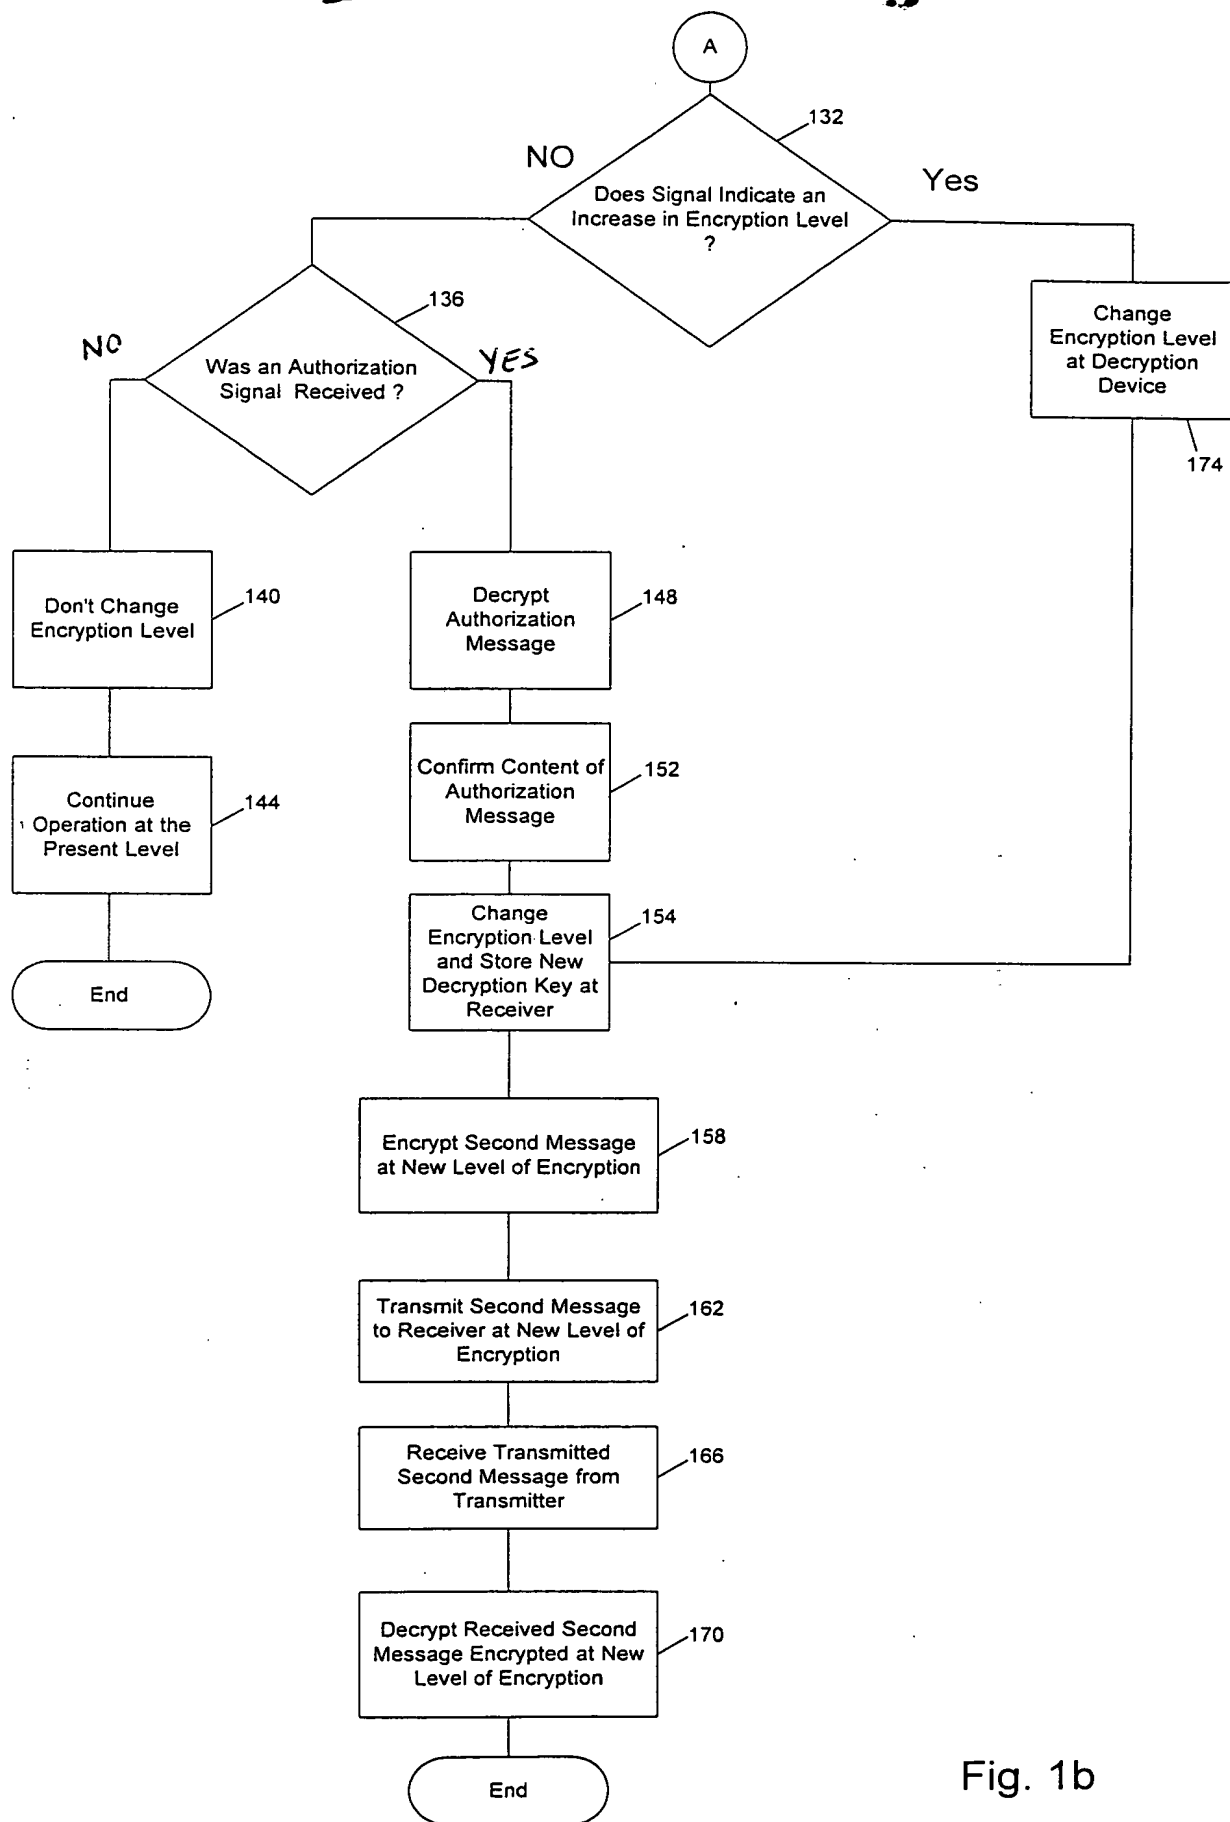 A
132
NO
Yes
Does Signal Indicate an
Increase in Encryption Level
?
136
NO
YES
Was an Authorization
Signal Received ?
Change
Encryption Level
at Decryption
Device
174
Don't Change
Encryption Level
140
Decrypt
Authorization
Message
148
Continue
Operation at the
Present Level
144
Confirm Content of
Authorization
Message
152
Change
Encryption Level
and Store New
Decryption Key at
Receiver
154
End
Encrypt Second Message
at New Level of Encryption
158
Transmit Second Message
to Receiver at New Level of
Encryption
162
Receive Transmitted
Second Message from
Transmitter
166
Decrypt Received Second
Message Encrypted at New
Level of Encryption
170
End
Fig. 1b